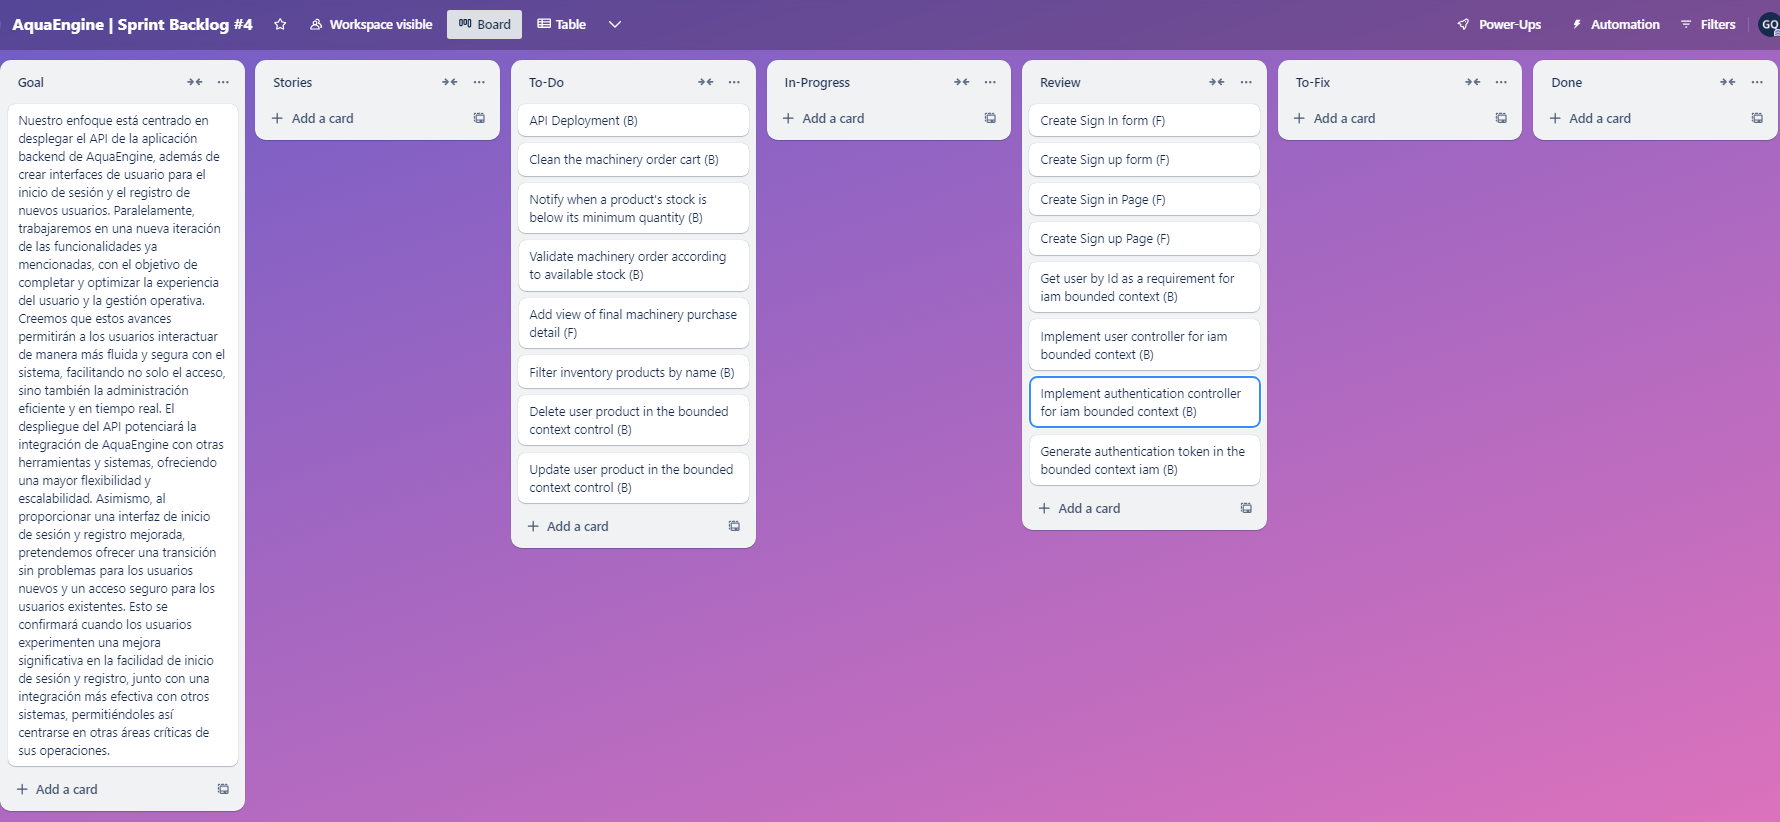 AquaEngine | Sprint Backlog #4
Workspace visible
Board
Table
Power-Ups
Automation
Filters
GQ
Goal
Nuestro enfoque está centrado en
desplegar el API de la aplicación
backend de AquaEngine, además de
crear interfaces de usuario para el
inicio de sesión y el registro de
nuevos usuarios. Paralelamente,
trabajaremos en una nueva iteración
de las funcionalidades ya
mencionadas, con el objetivo de
completar y optimizar la experiencia
del usuario y la gestión operativa.
Creemos que estos avances
permitirán a los usuarios interactuar
de manera más fluida y segura con el
sistema, facilitando no solo el acceso,
sino también la administración
eficiente y en tiempo real. El
despliegue del API potenciará la
integración de AquaEngine con otras
herramientas y sistemas, ofreciendo
una mayor flexibilidad y
escalabilidad. Asimismo, al
proporcionar una interfaz de inicio
de sesión y registro mejorada,
pretendemos ofrecer una transición
sin problemas para los usuarios
nuevos y un acceso seguro para los
usuarios existentes. Esto se
confirmará cuando los usuarios
experimenten una mejora
significativa en la facilidad de inicio
de sesión y registro, junto con una
integración más efectiva con otros
sistemas, permitiéndoles así
centrarse en otras áreas críticas de
sus operaciones.
Add a card
Stories
Add a card
To-Do
API Deployment (B)
Clean the machinery order cart (B)
Notify when a product's stock is
below its minimum quantity (B)
Validate machinery order according
to available stock (B)
Add view of final machinery purchase
detail (F)
Filter inventory products by name (B)
Delete user product in the bounded
context control (B)
Update user product in the bounded
context control (B)
Add a card
In-Progress
Add a card
Review
Create Sign In form (F)
Create Sign up form (F)
Create Sign in Page (F)
Create Sign up Page (F)
Get user by Id as a requirement for
iam bounded context (B)
Implement user controller for iam
bounded context (B)
Implement authentication controller
for iam bounded context (B)
Generate authentication token in the
bounded context iam (B)
Add a card
To-Fix
Add a card
Done
Add a card